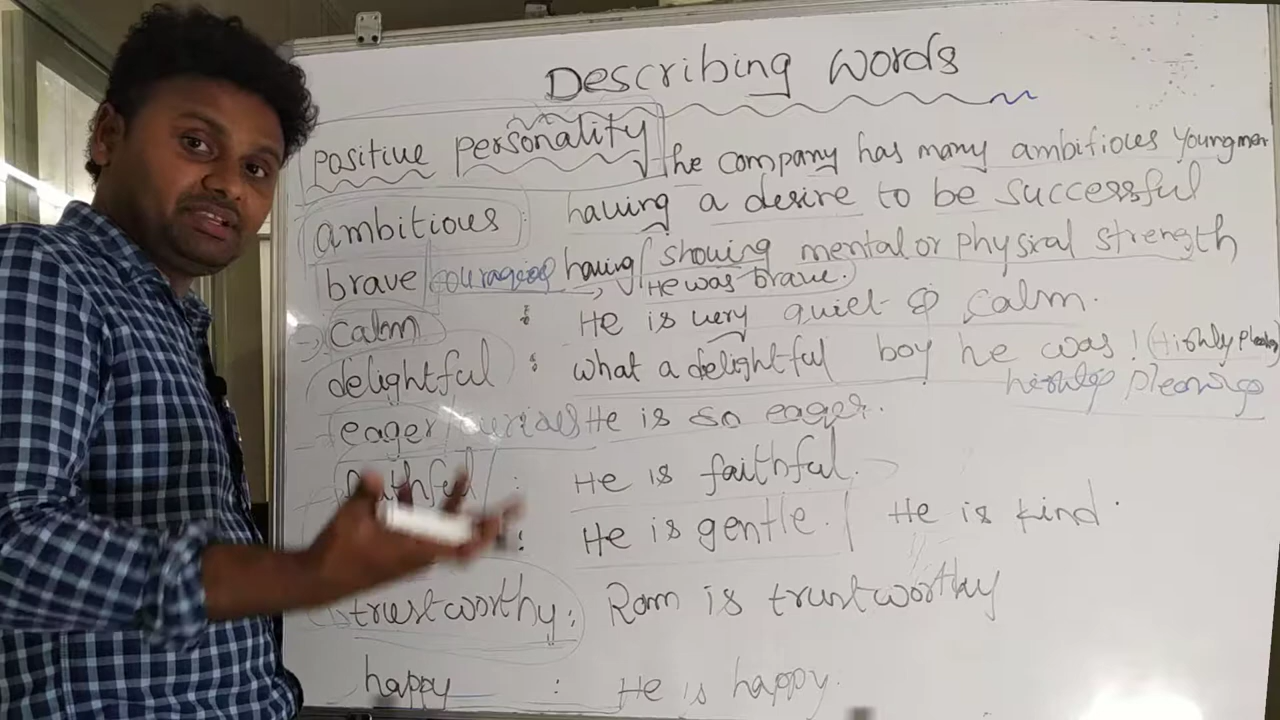 Describing words
positive personality The company has many ambitious young men
ambitious : having a desire to be successful
brave courageous having showing mental or physical strength
He was brave.
calm : He is very quiet & calm.
delightful : what a delightful boy he was! (Highly pleasing
highly pleasing
eager He is so eager.
faithful : He is faithful.
: He is gentle. | He is kind.
trustworthy : Ram is trustworthy
happy : He is happy.